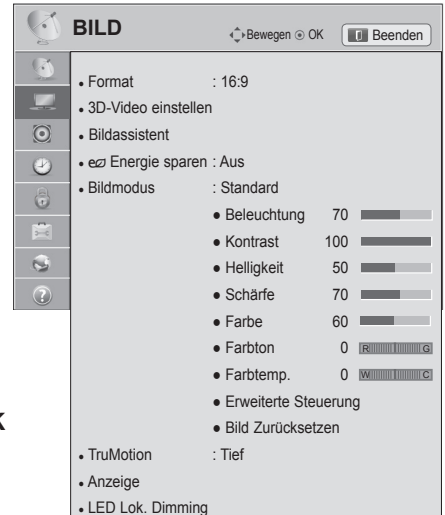 BILD
Bewegen ⊙ OK Beenden
• Format : 16:9
• 3D-Video einstellen
• Bildassistent
• Energie sparen : Aus
• Bildmodus : Standard
● Beleuchtung 70
● Kontrast 100
● Helligkeit 50
● Schärfe 70
● Farbe 60
● Farbton 0 R G
● Farbtemp. 0 W C
● Erweiterte Steuerung
● Bild Zurücksetzen
• TruMotion : Tief
• Anzeige
• LED Lok. Dimming